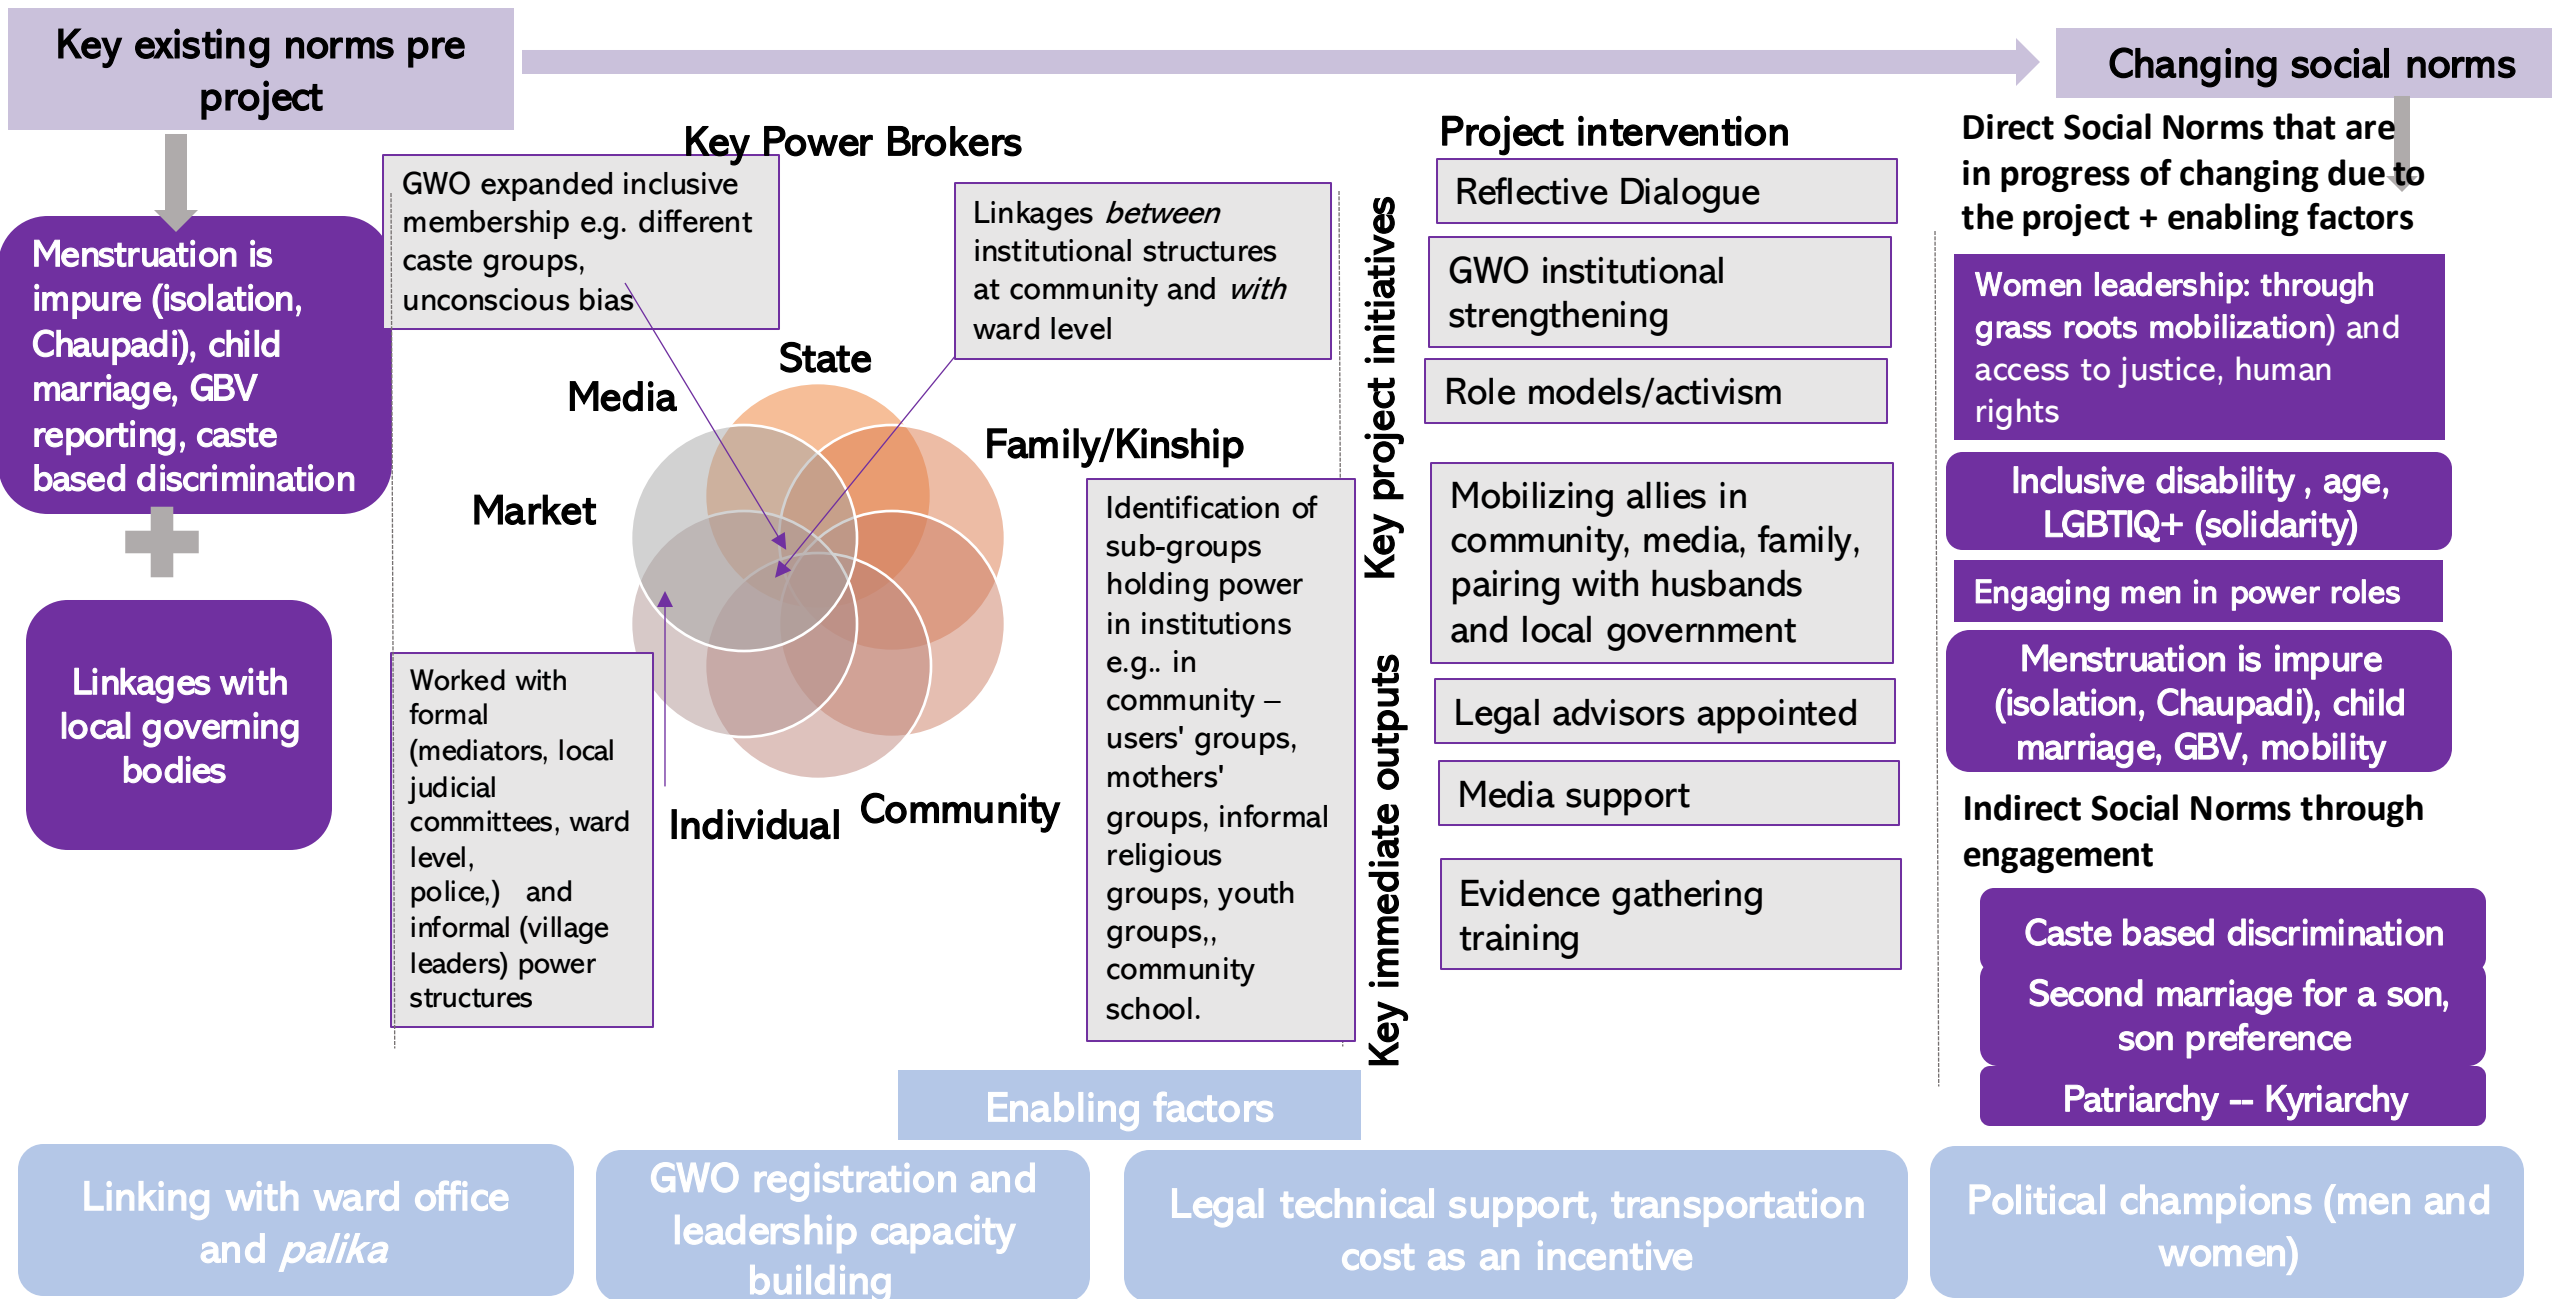 Key existing norms pre
project
Changing social norms
Menstruation is
impure (isolation,
Chaupadi), child
marriage, GBV
reporting, caste
based discrimination
Linkages with
local governing
bodies
Key Power Brokers
GWO expanded inclusive
membership e.g. different
caste groups,
unconscious bias
Linkages between
institutional structures
at community and with
ward level
State
Media
Family/Kinship
Market
Individual
Community
Worked with
formal
(mediators, local
judicial
committees, ward
level,
police,) and
informal (village
leaders) power
structures
Identification of
sub-groups
holding power
in institutions
e.g.. in
community –
users' groups,
mothers'
groups, informal
religious
groups, youth
groups,,
community
school.
Key project initiatives
Key immediate outputs
Project intervention
Reflective Dialogue
GWO institutional
strengthening
Role models/activism
Mobilizing allies in
community, media, family,
pairing with husbands
and local government
Legal advisors appointed
Media support
Evidence gathering
training
Direct Social Norms that are
in progress of changing due to
the project + enabling factors
Women leadership: through
grass roots mobilization) and
access to justice, human
rights
Inclusive disability , age,
LGBTIQ+ (solidarity)
Engaging men in power roles
Menstruation is impure
(isolation, Chaupadi), child
marriage, GBV, mobility
Indirect Social Norms through
engagement
Caste based discrimination
Second marriage for a son,
son preference
Patriarchy -- Kyriarchy
Enabling factors
Linking with ward office
and palika
GWO registration and
leadership capacity
building
Legal technical support, transportation
cost as an incentive
Political champions (men and
women)